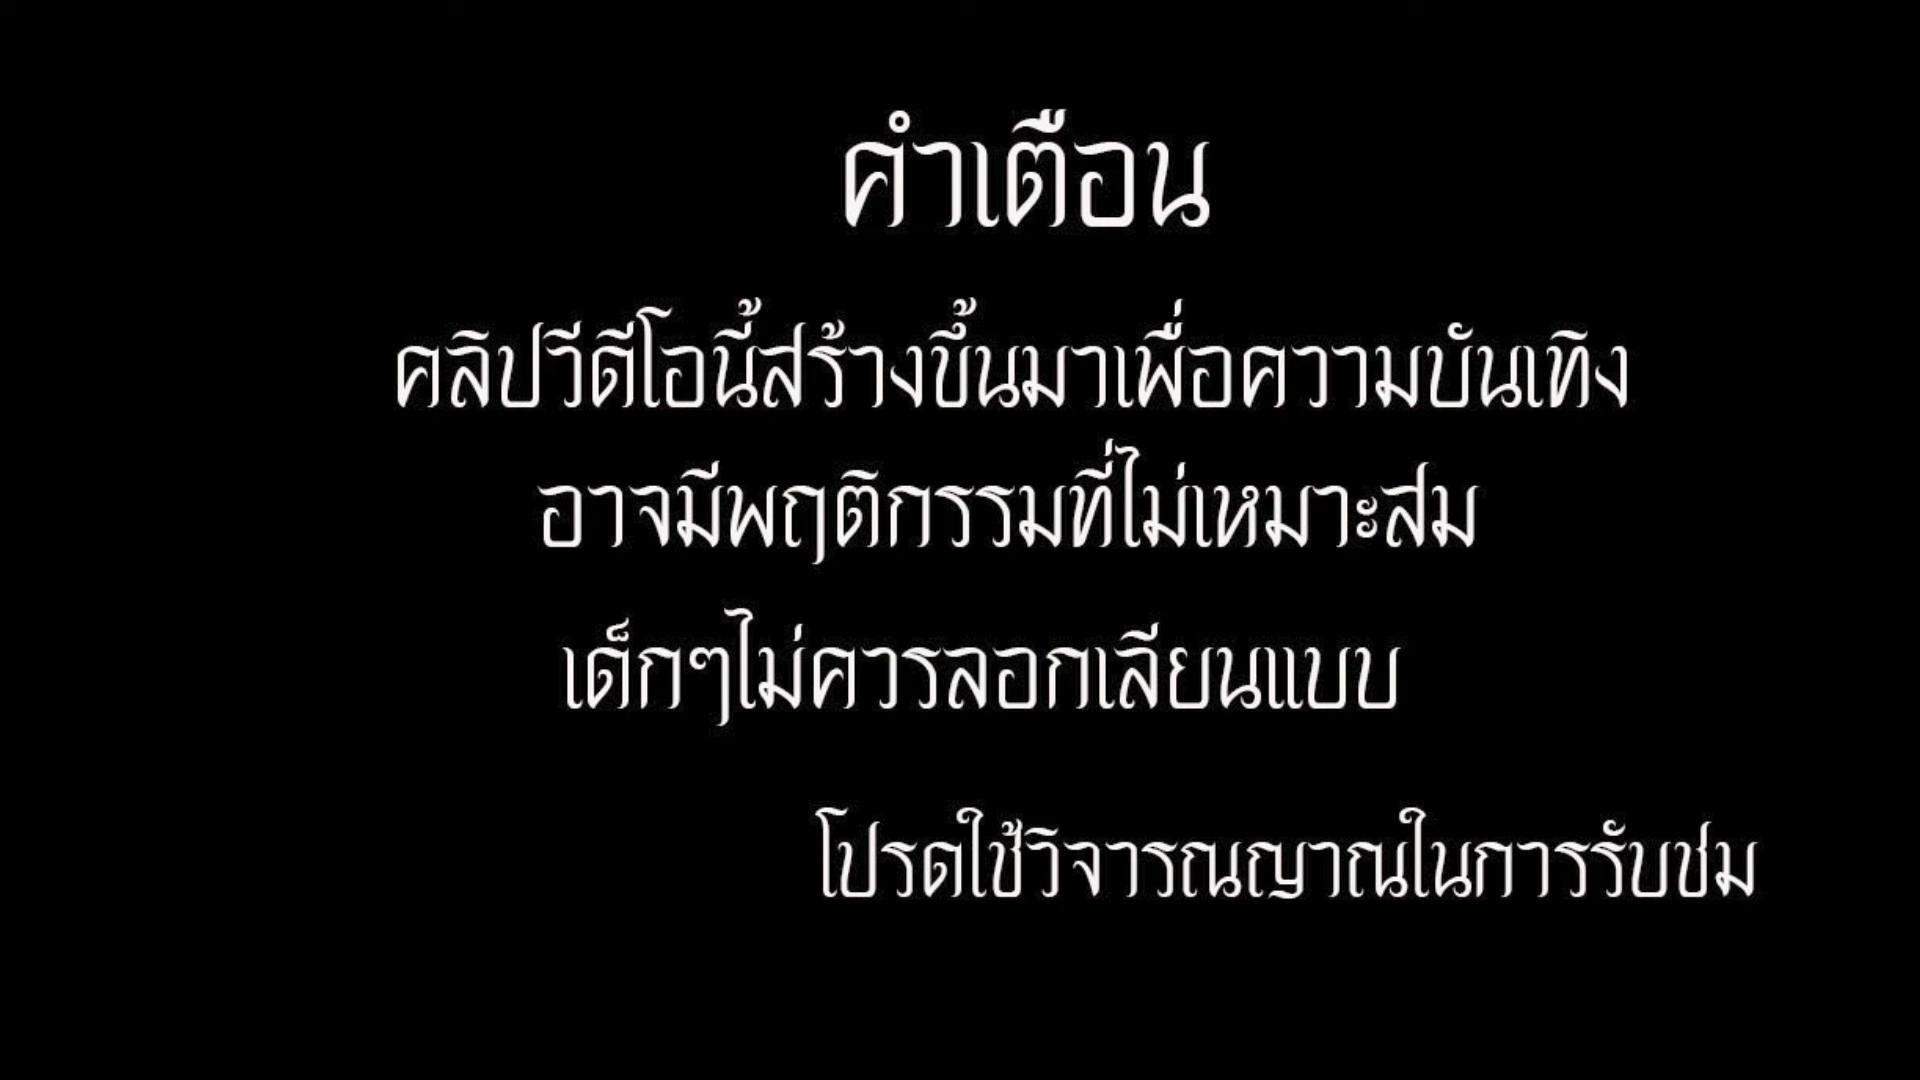 คำเตือน
คลิปวีดีโอนี้สร้างขึ้นมาเพื่อความบันเทิง
อาจมีพฤติกรรมที่ไม่เหมาะสม
เด็กๆไม่ควรลอกเลียนแบบ
โปรดใช้วิจารณญาณในการรับชม